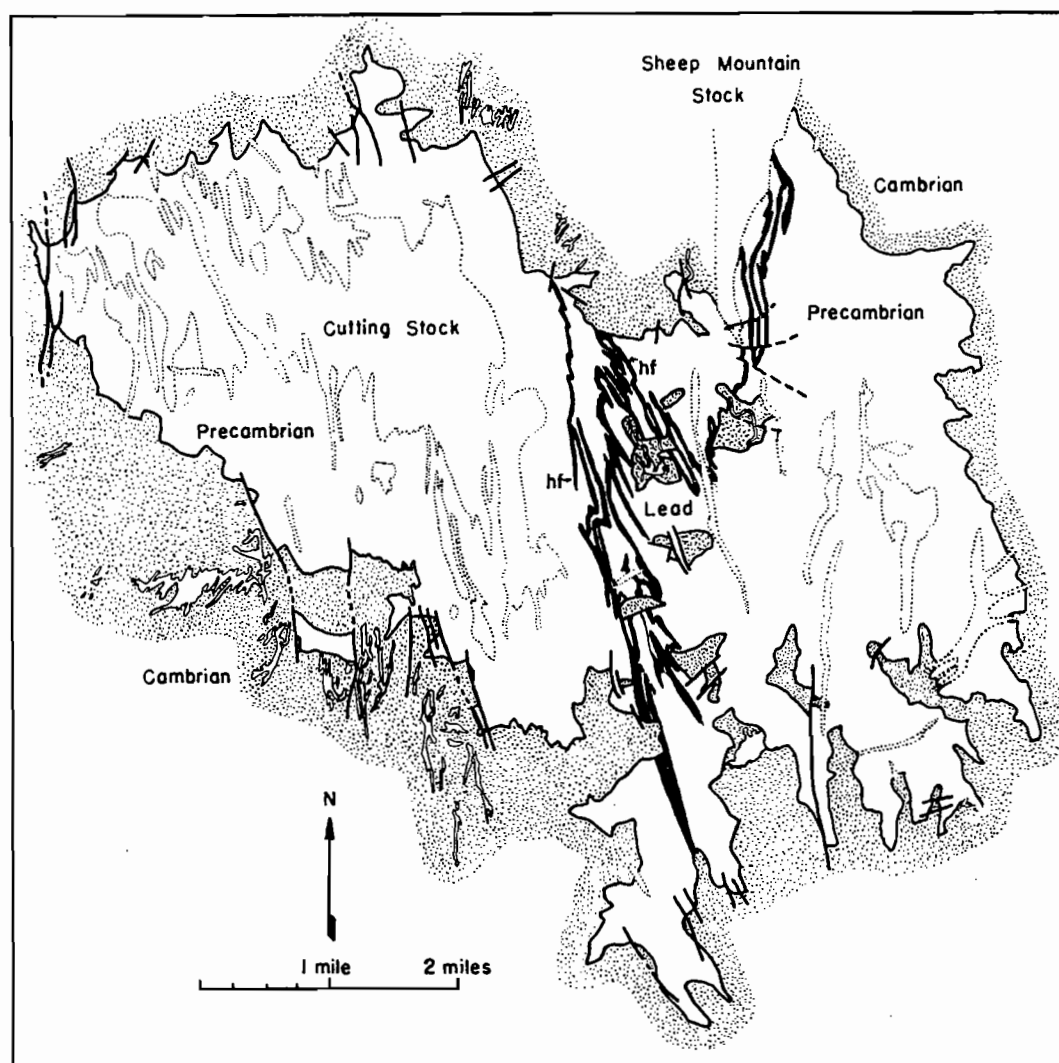 Sheep Mountain
Stock
Cambrian
Precambrian
Cutting Stock
hf
Precambrian
hf
Lead
Cambrian
N
1 mile 2 miles